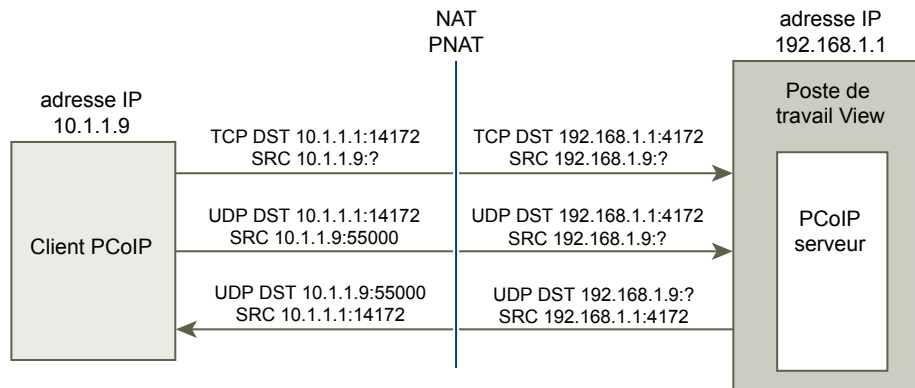 NAT
PNAT
adresse IP
192.168.1.1
adresse IP
10.1.1.9
Poste de
travail View
TCP DST 10.1.1.1:14172
SRC 10.1.1.9:?
TCP DST 192.168.1.1:4172
SRC 192.168.1.9:?
Client PCoIP
UDP DST 10.1.1.1:14172
SRC 10.1.1.9:55000
UDP DST 192.168.1.1:4172
SRC 192.168.1.9:?
PCoIP
serveur
UDP DST 10.1.1.9:55000
SRC 10.1.1.1:14172
UDP DST 192.168.1.9:?
SRC 192.168.1.1:4172